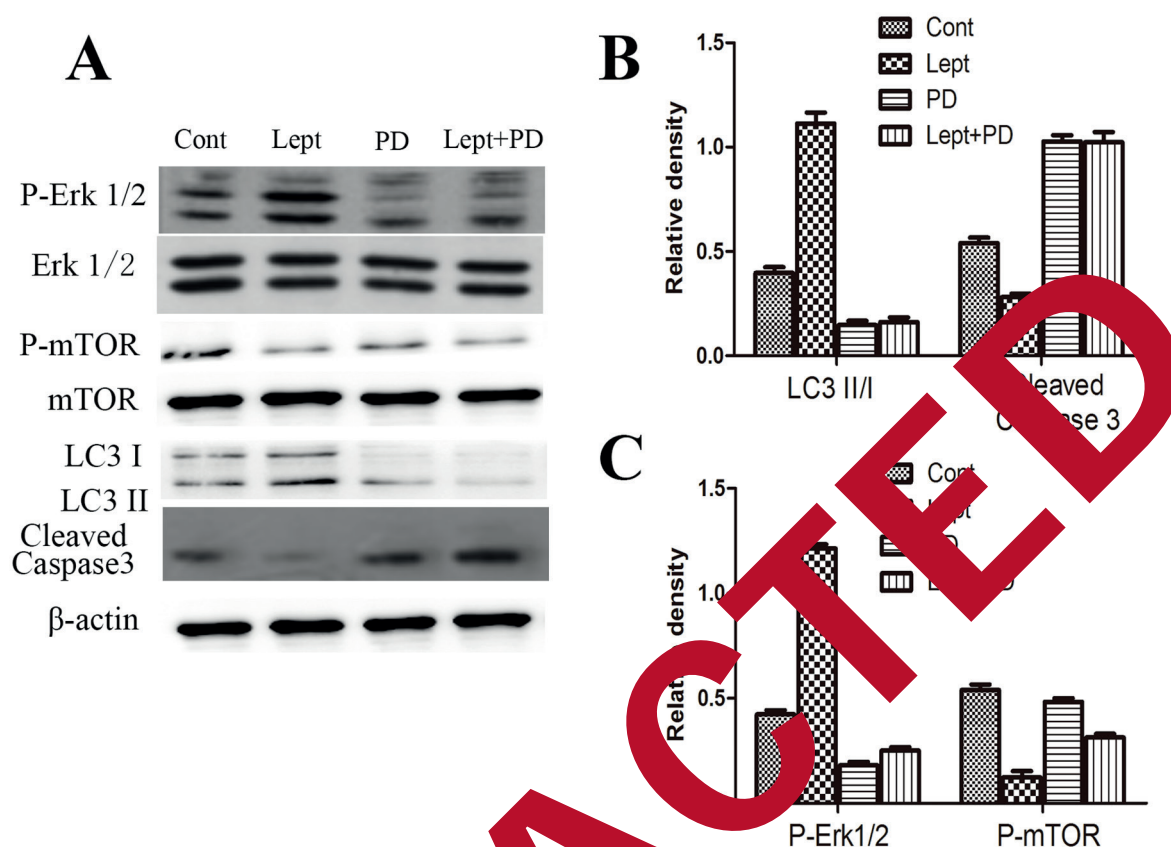 A
Cont Lept PD Lept+PD
P-Erk 1/2
Erk 1/2
P-mTOR
mTOR
LC3 I
LC3 II
Cleaved
Caspase3
β-actin
B
Cont
Lept
PD
Lept+PD
Relative density
1.5
1.0
0.5
0.0
LC3 II/I
3
C
Cont
1.5
1.0
0.5
density
P-Erk1/2 P-mTOR
ACTED